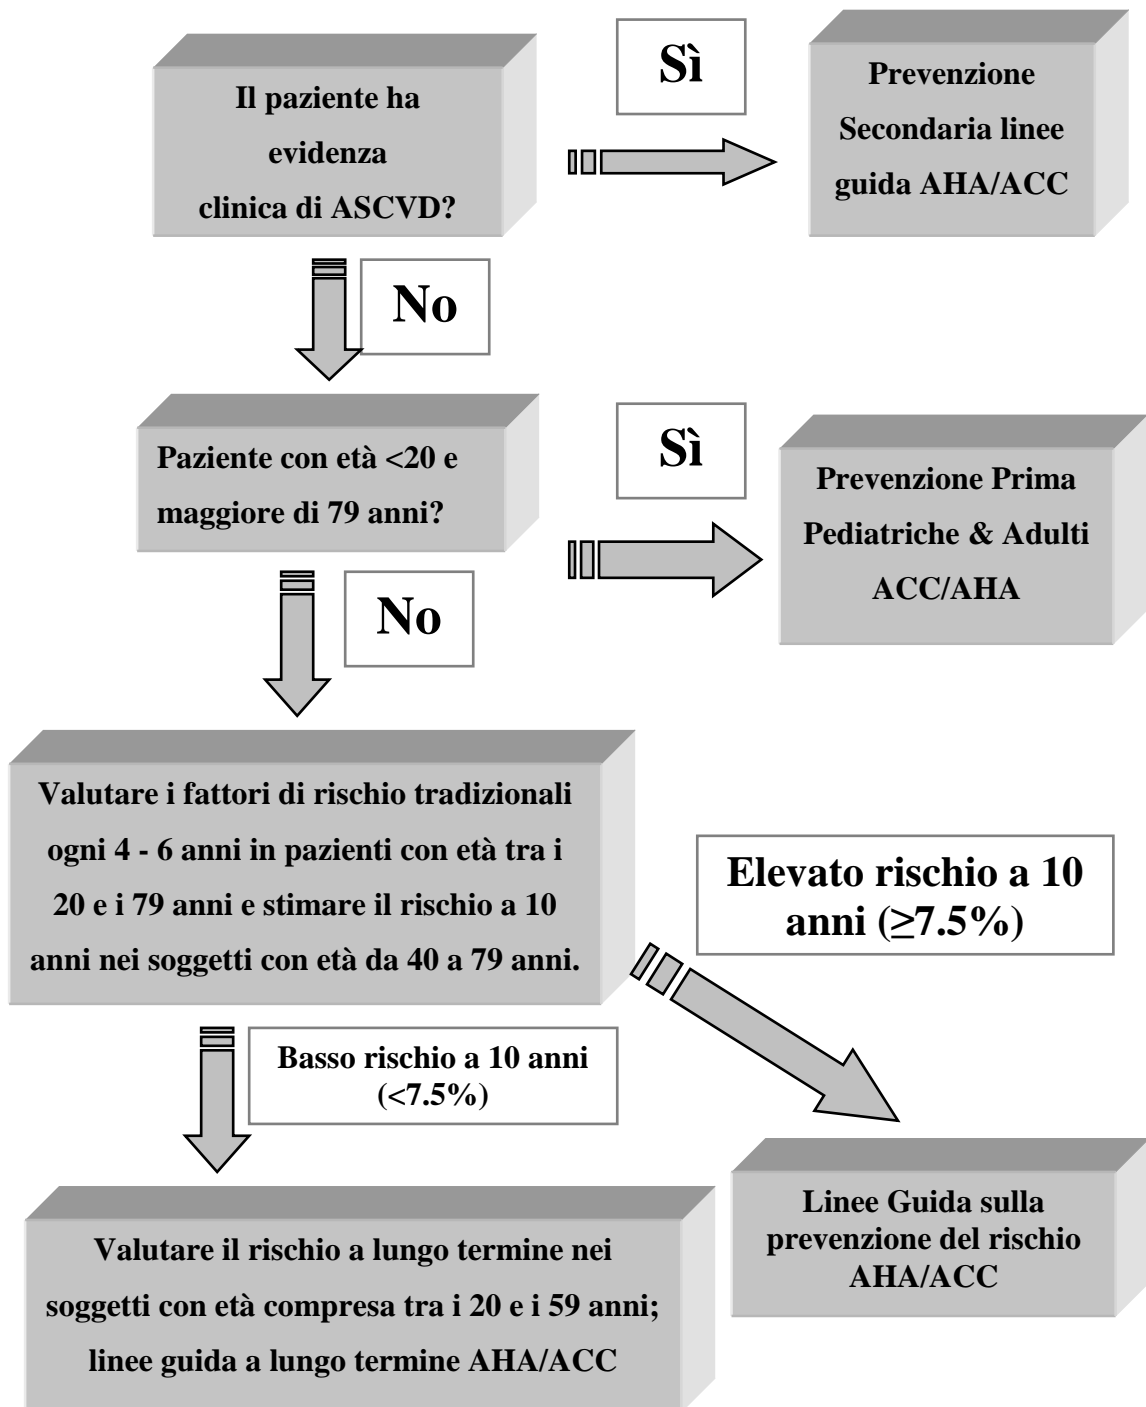 Il paziente ha
evidenza
clinica di ASCVD?
Sì
Prevenzione
Secondaria linee
guida AHA/ACC
No
Paziente con età <20 e
maggiore di 79 anni?
Sì
Prevenzione Prima
Pediatriche & Adulti
ACC/AHA
No
Valutare i fattori di rischio tradizionali
ogni 4 - 6 anni in pazienti con età tra i
20 e i 79 anni e stimare il rischio a 10
anni nei soggetti con età da 40 a 79 anni.
Elevato rischio a 10
anni (≥7.5%)
Basso rischio a 10 anni
(<7.5%)
Linee Guida sulla
prevenzione del rischio
AHA/ACC
Valutare il rischio a lungo termine nei
soggetti con età compresa tra i 20 e i 59 anni;
linee guida a lungo termine AHA/ACC